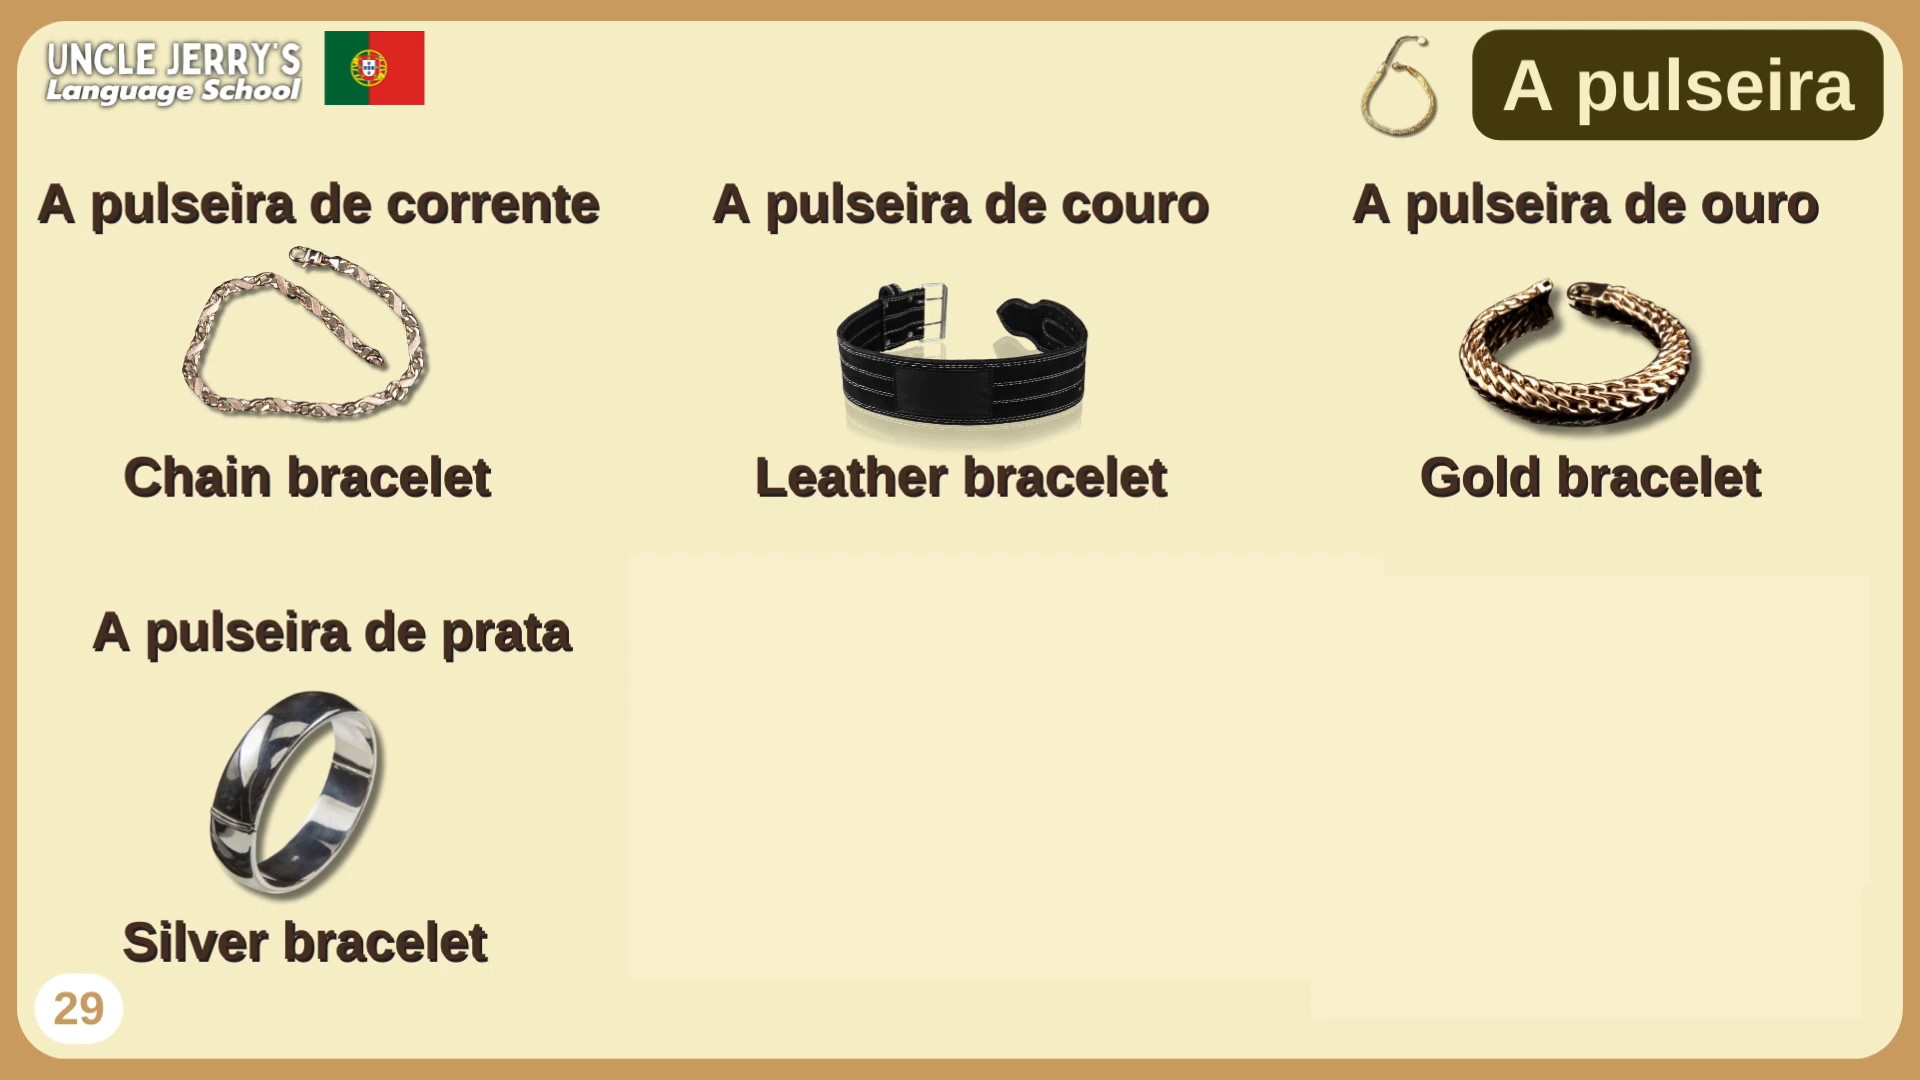 UNCLE JERRY'S
Language School
A pulseira
A pulseira de corrente
A pulseira de couro
A pulseira de ouro
Chain bracelet
Leather bracelet
Gold bracelet
A pulseira de prata
Silver bracelet
29